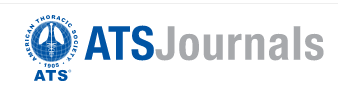 AMERICAN THORACIC SOCIETY
• 1905 •
ATS®
ATSJournals